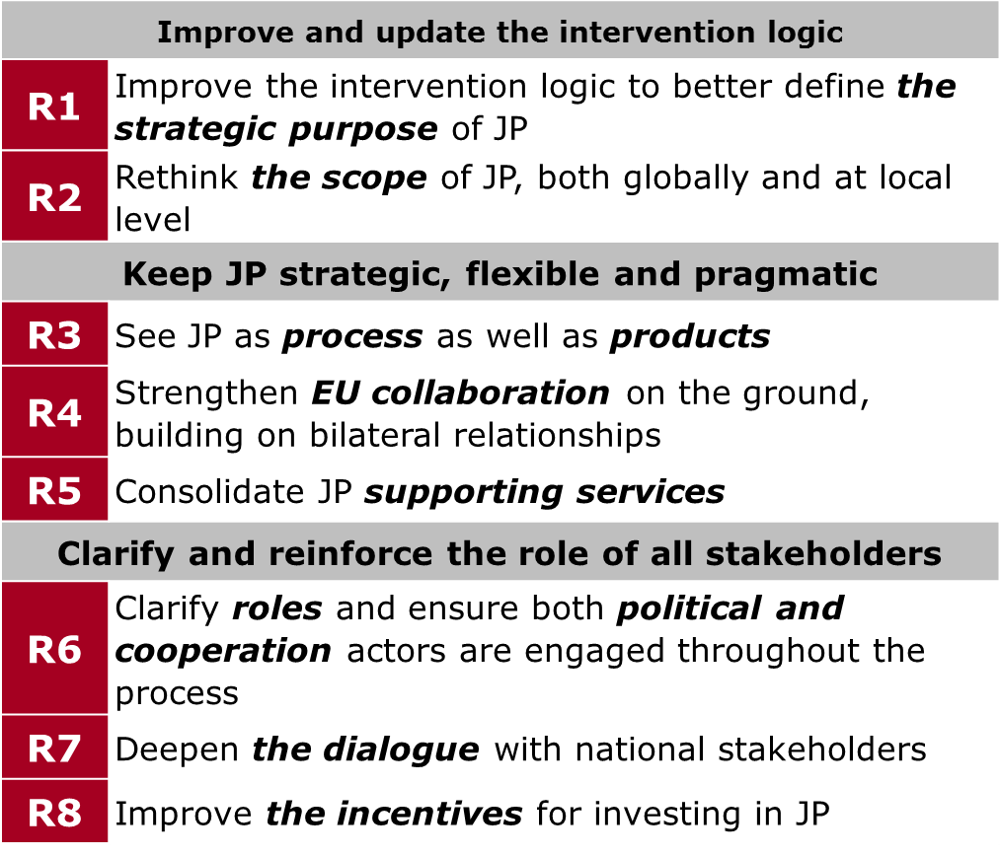 Improve and update the intervention logic
R1
Improve the intervention logic to better define the
strategic purpose of JP
R2
Rethink the scope of JP, both globally and at local
level
Keep JP strategic, flexible and pragmatic
R3
See JP as process as well as products
R4
Strengthen EU collaboration on the ground,
building on bilateral relationships
R5
Consolidate JP supporting services
Clarify and reinforce the role of all stakeholders
R6
Clarify roles and ensure both political and
cooperation actors are engaged throughout the
process
R7
Deepen the dialogue with national stakeholders
R8
Improve the incentives for investing in JP